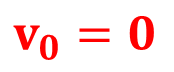 v₀ = 0